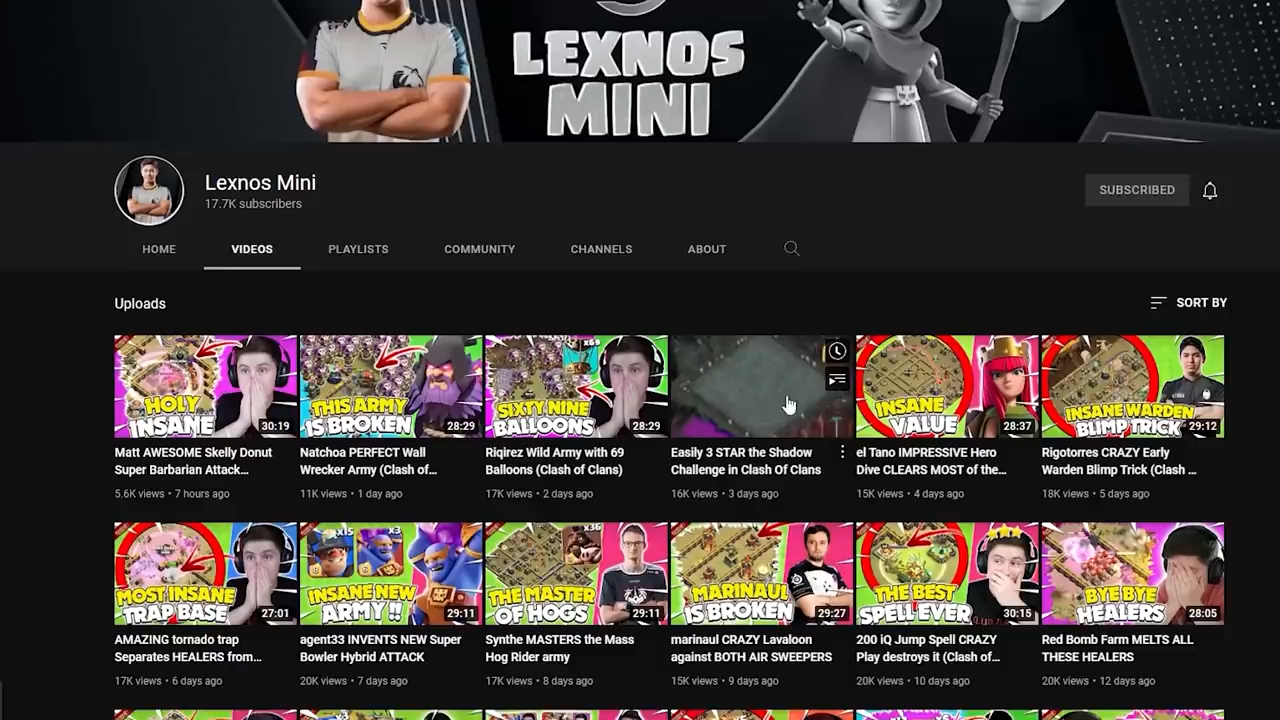 LEXNOS
MINI
Lexnos Mini
17.7K subscribers
SUBSCRIBED
HOME VIDEOS PLAYLISTS COMMUNITY CHANNELS ABOUT
Uploads
SORT BY
HOLY
INSANE
30:19
THIS ARMY
IS BROKEN
28:29
x69
SIXTY NINE
BALLOONS
28:29
INSANE
VALUE
28:37
INSANE WARDEN
BLIMP TRICK
29:12
Matt AWESOME Skelly Donut
Super Barbarian Attack...
5.6K views • 7 hours ago
Natchoa PERFECT Wall
Wrecker Army (Clash of...
11K views • 1 day ago
Riqirez Wild Army with 69
Balloons (Clash of Clans)
17K views • 2 days ago
Easily 3 STAR the Shadow
Challenge in Clash Of Clans
16K views • 3 days ago
el Tano IMPRESSIVE Hero
Dive CLEARS MOST of the...
15K views • 4 days ago
Rigotorres CRAZY Early
Warden Blimp Trick (Clash ...
18K views • 5 days ago
MOST INSANE
TRAP BASE
27:01
x15 x3
INSANE NEW
ARMY !!
29:11
x36
THE MASTER
OF HOGS
29:11
MARINAUL
IS BROKEN
29:27
THE BEST
SPELL EVER
30:15
BYE BYE
HEALERS
28:05
AMAZING tornado trap
Separates HEALERS from...
17K views • 6 days ago
agent33 INVENTS NEW Super
Bowler Hybrid ATTACK
20K views • 7 days ago
Synthe MASTERS the Mass
Hog Rider army
17K views • 8 days ago
marinaul CRAZY Lavaloon
against BOTH AIR SWEEPERS
15K views • 9 days ago
200 iQ Jump Spell CRAZY
Play destroys it (Clash of...
20K views • 10 days ago
Red Bomb Farm MELTS ALL
THESE HEALERS
20K views • 12 days ago